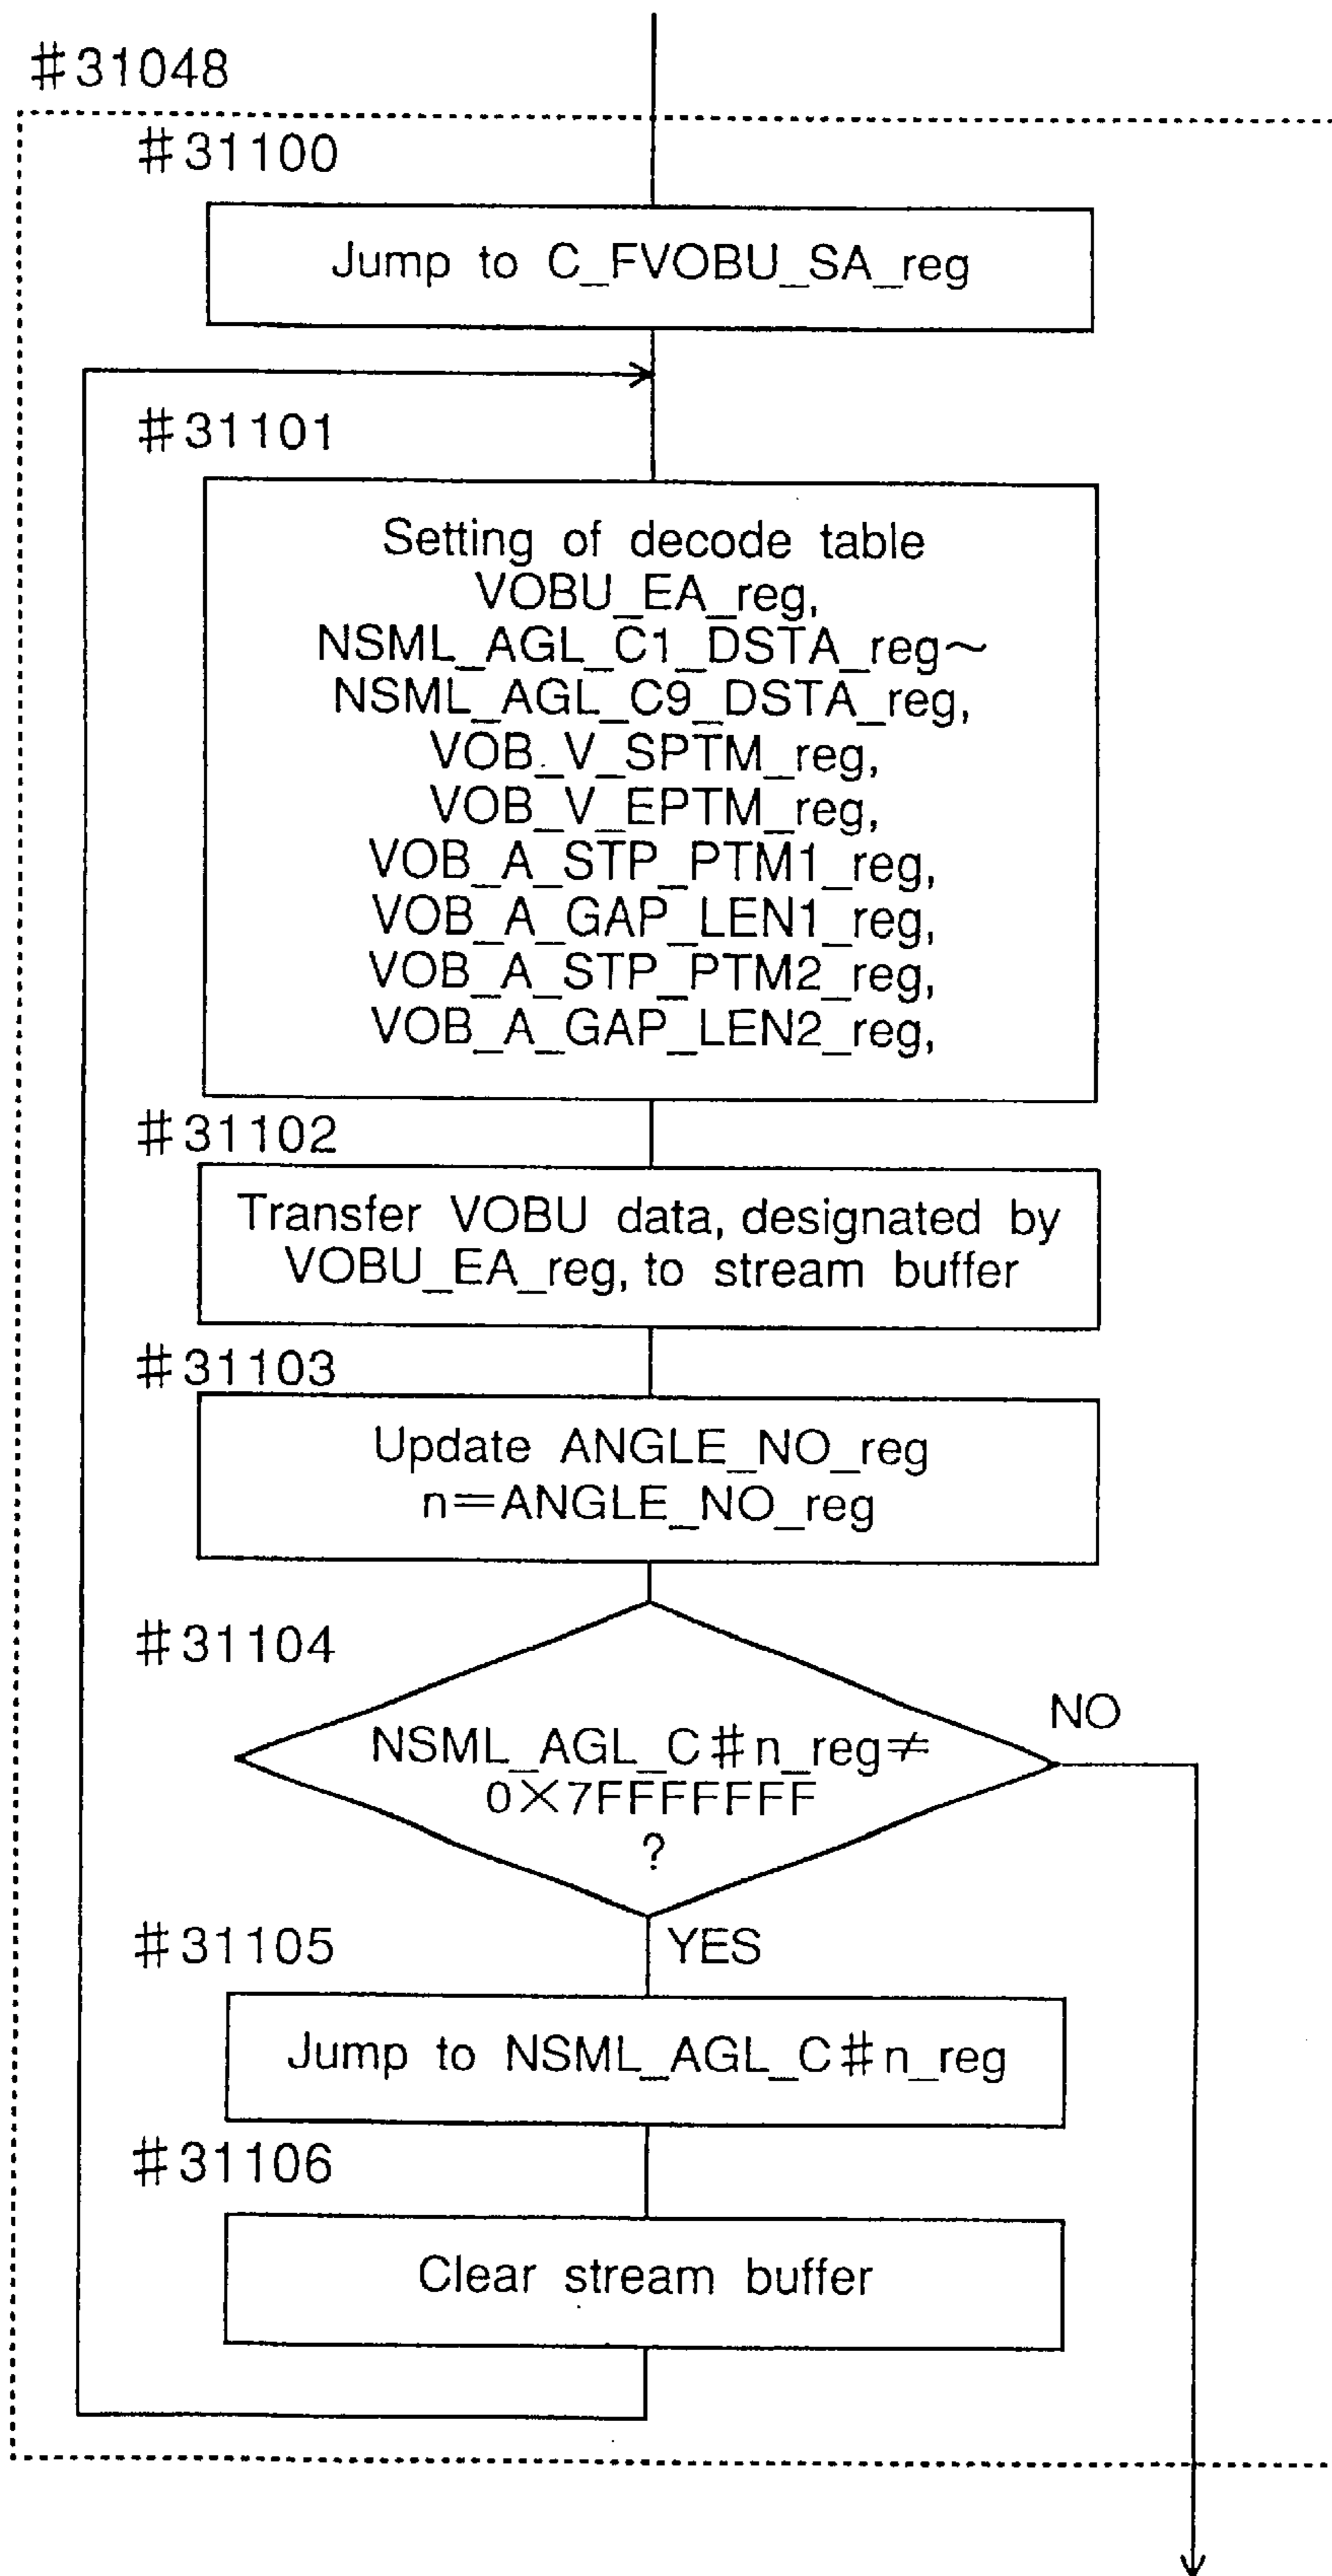 #31048
#31100
Jump to C_FVOBU_SA_reg
#31101
Setting of decode table
VOBU_EA_reg,
NSML_AGL_C1_DSTA_reg~
NSML_AGL_C9_DSTA_reg,
VOB_V_SPTM_reg,
VOB_V_EPTM_reg,
VOB_A_STP_PTM1_reg,
VOB_A_GAP_LEN1_reg,
VOB_A_STP_PTM2_reg,
VOB_A_GAP_LEN2_reg,
#31102
Transfer VOBU data, designated by
VOBU_EA_reg, to stream buffer
#31103
Update ANGLE_NO_reg
n=ANGLE_NO_reg
#31104
NO
NSML_AGL_C#n_reg≠
0×7FFFFFFF
?
#31105
YES
Jump to NSML_AGL_C#n_reg
#31106
Clear stream buffer